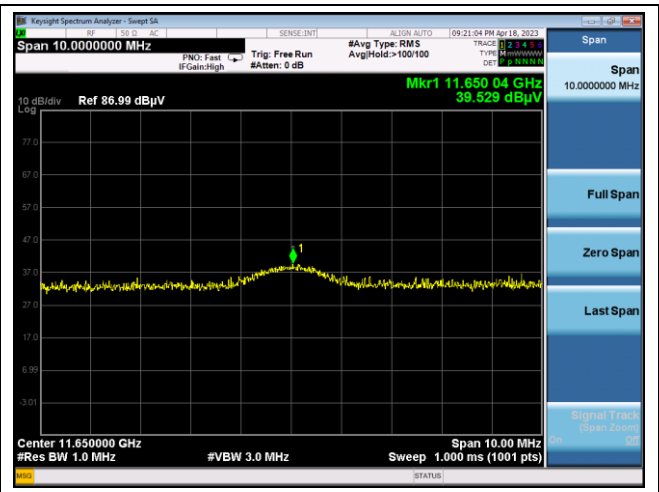 Keysight Spectrum Analyzer - Swept SA
RF 50 Ω AC SENSE:INT ALIGN AUTO 09:21:04 PM Apr 18, 2023
Span 10.0000000 MHz
PNO: Fast
IFGain:High
Trig: Free Run
#Atten: 0 dB
#Avg Type: RMS
Avg|Hold:>100/100
TRACE 1 2 3 4 5 6
TYPE M
DET P p N N N N
Span
Span
10.0000000 MHz
Mkr1 11.650 04 GHz
39.529 dBµV
10 dB/div Ref 86.99 dBµV
Log
77.0
67.0
57.0
47.0
37.0
27.0
17.0
6.99
-3.01
1
Full Span
Zero Span
Last Span
Signal Track
(Span Zoom)
On Off
Center 11.650000 GHz Span 10.00 MHz
#Res BW 1.0 MHz #VBW 3.0 MHz Sweep 1.000 ms (1001 pts)
MSG STATUS